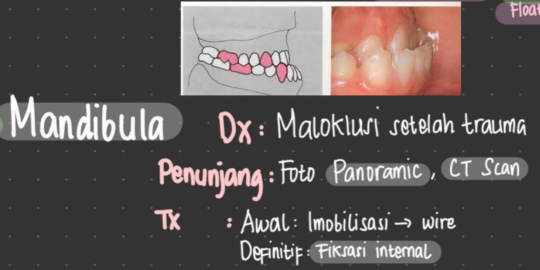 Float
Mandibula
Dx : Maloklusi setelah trauma
Penunjang : Foto Panoramic, CT Scan
Tx : Awal : Imobilisasi → wire
Definitif : Fiksasi internal